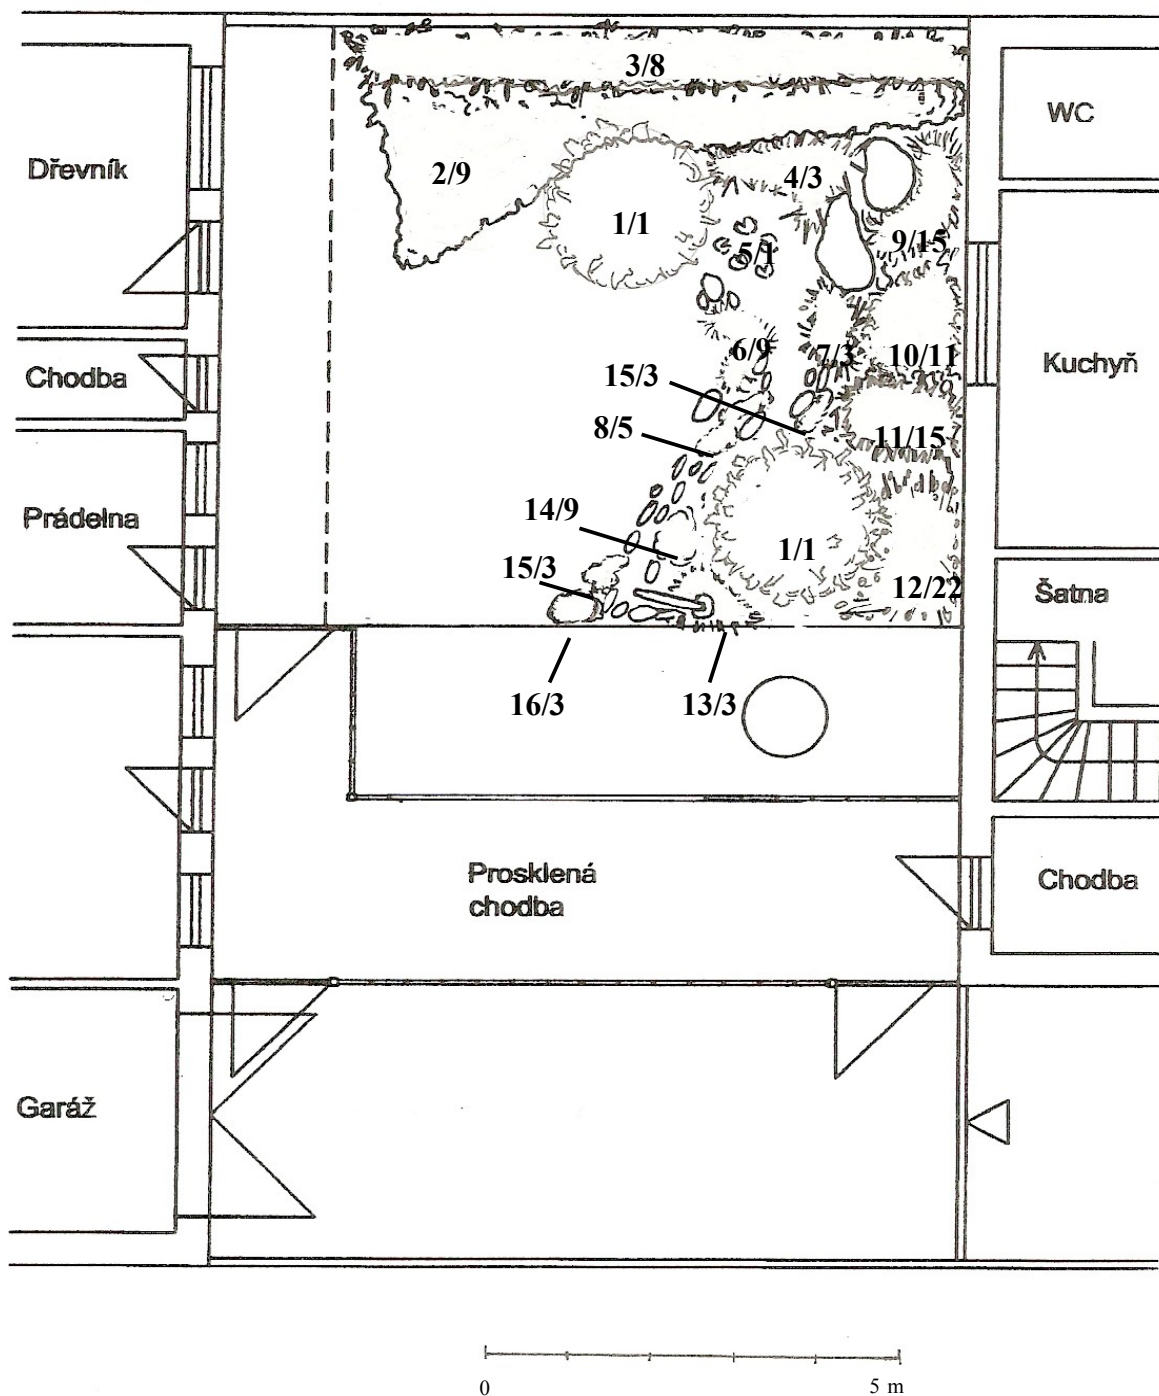 3/8
WC
Dřevník
2/9
4/3
1/1
5/1
9/15
6/9
7/3
10/11
Kuchyň
Chodba
15/3
8/5
11/15
Prádelna
14/9
1/1
15/3
12/22
Šatna
16/3
13/3
Prosklená
chodba
Chodba
Garáž
0
5 m